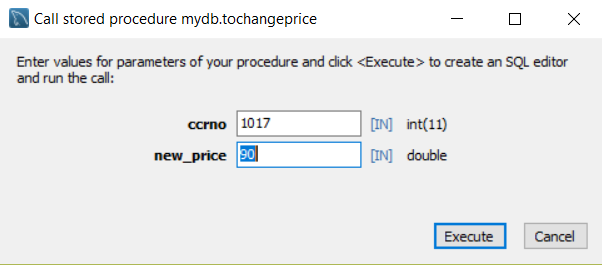 Call stored procedure mydb.tochangeprice
Enter values for parameters of your procedure and click <Execute> to create an SQL editor
and run the call:
ccrno 1017 [IN] int(11)
new_price 90 [IN] double
Execute Cancel